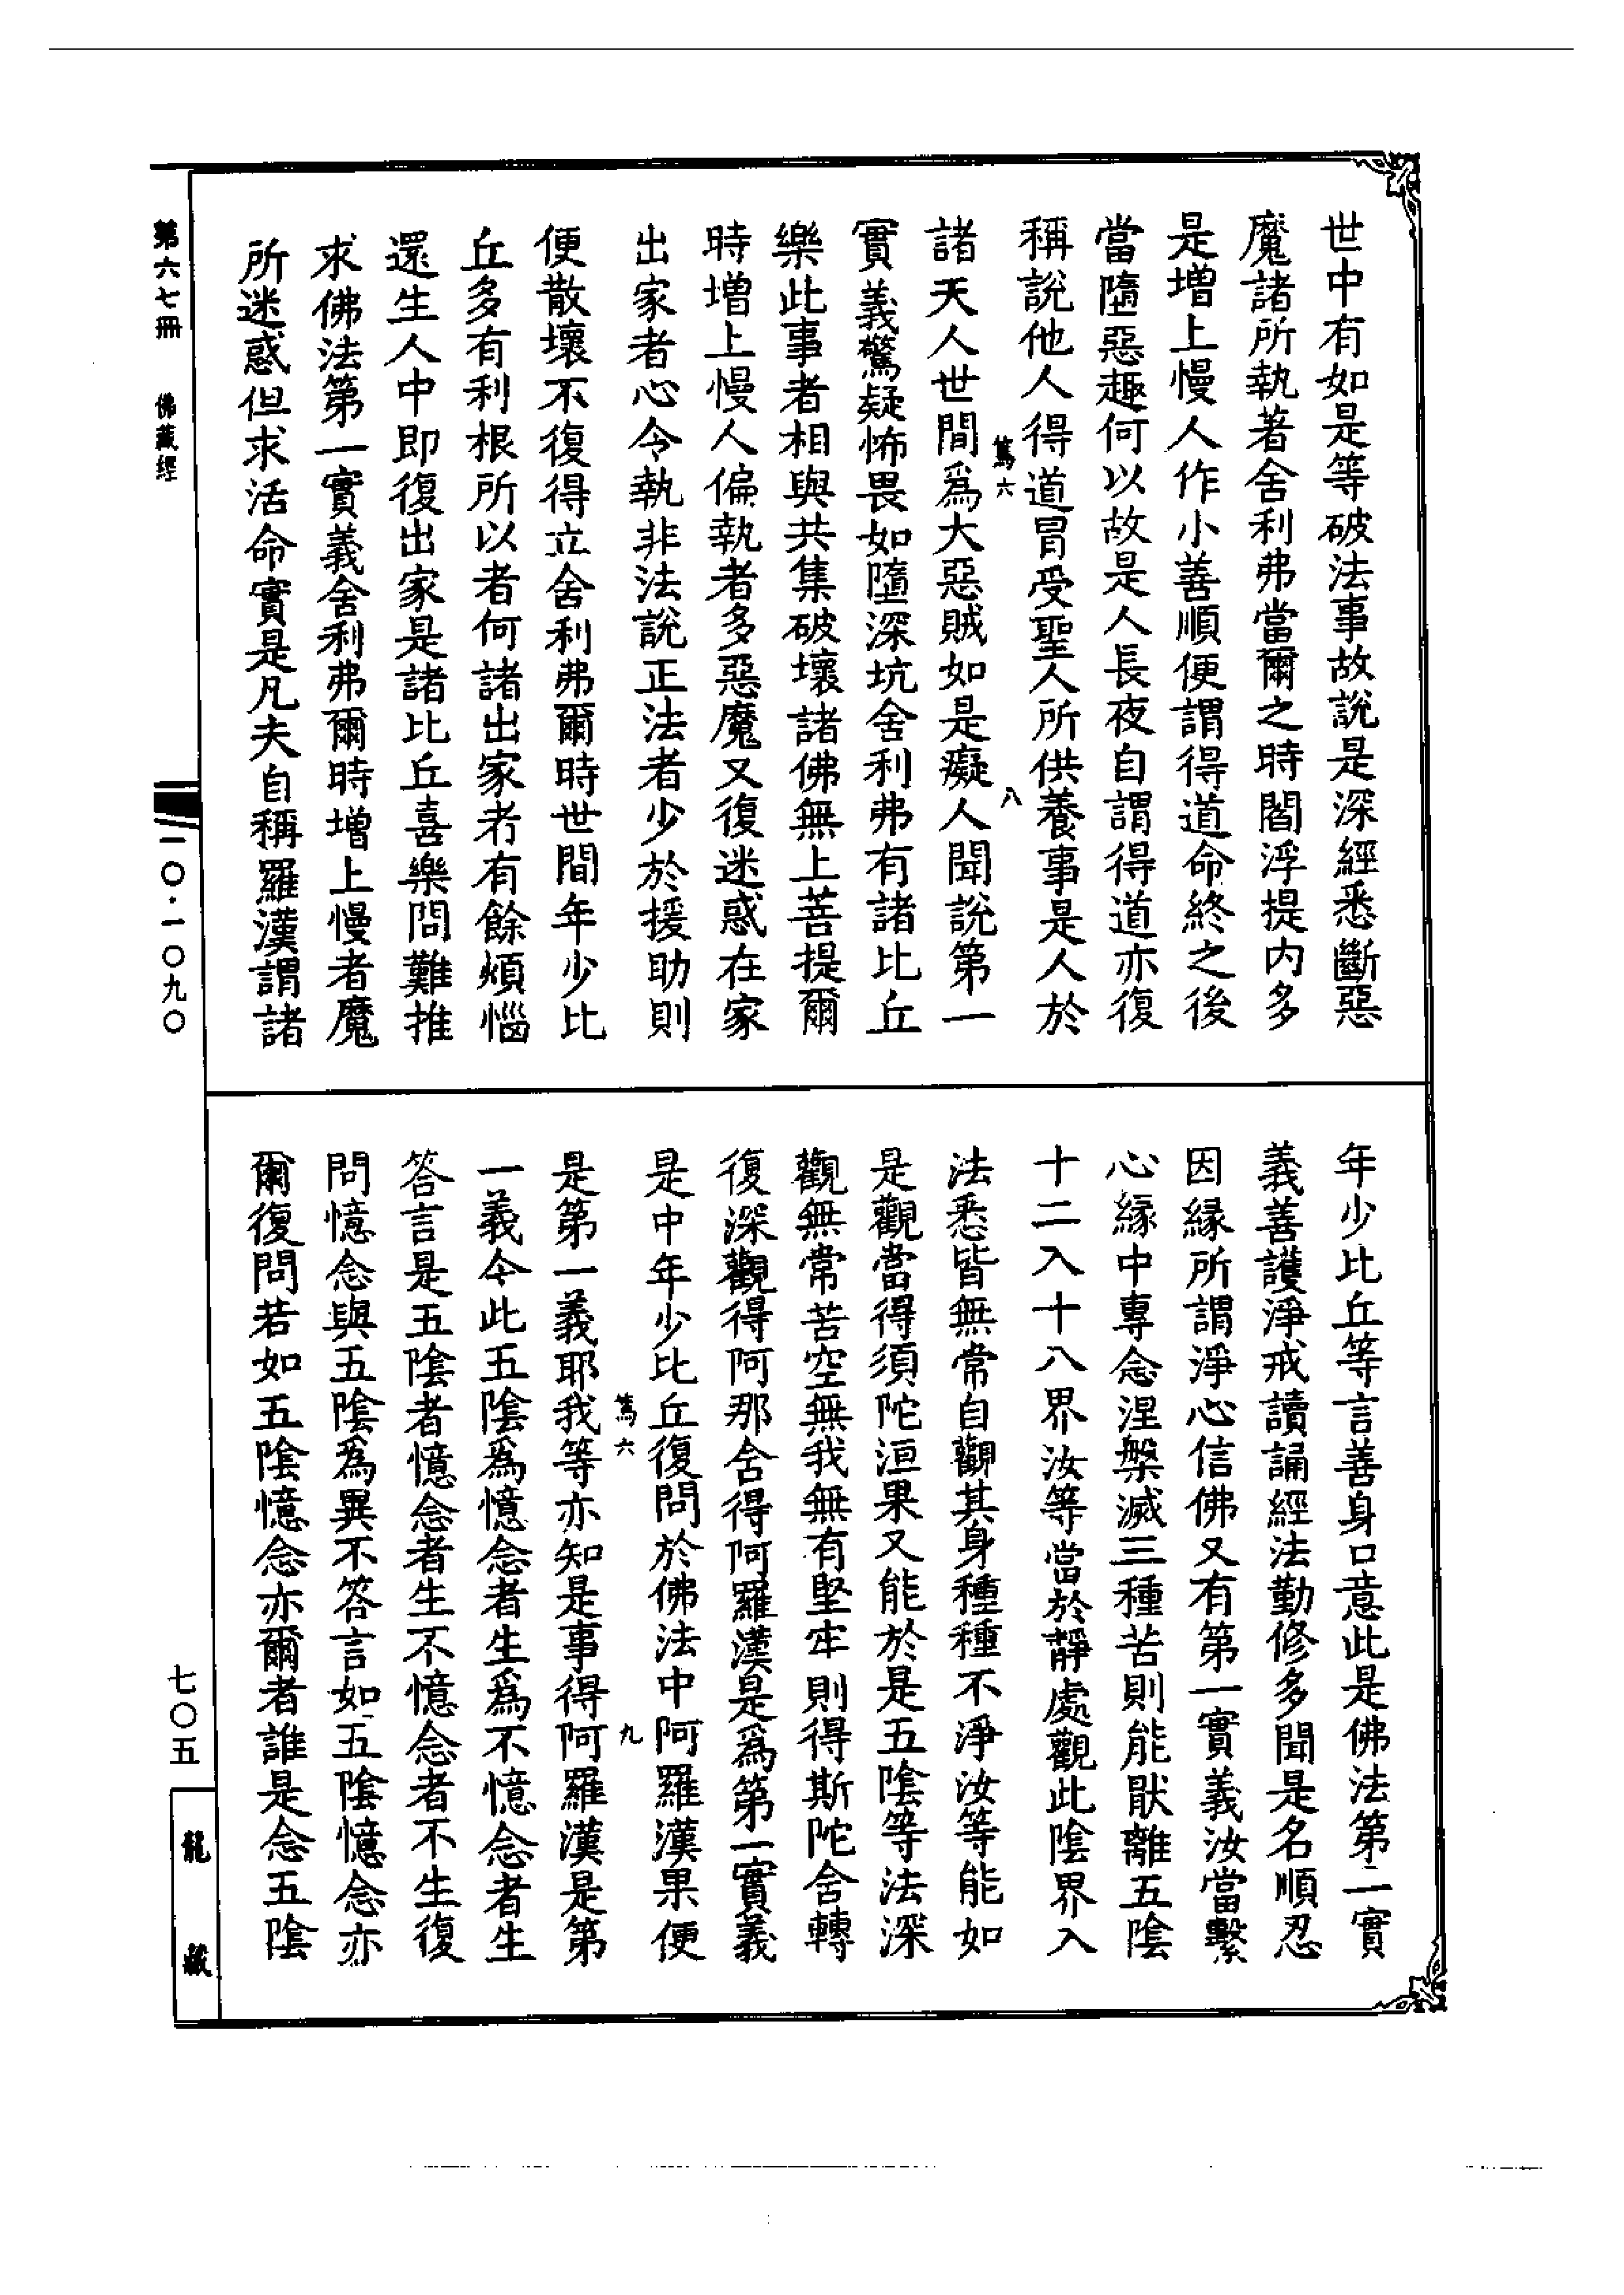 世中有如是等破法事故說是深經悉斷惡
魔諸所執著舍利弗當爾之時閻浮提内多
是增上慢人作小善順便謂得道命終之後
當墮惡趣何以故是人長夜自謂得道亦復
稱說他人得道冒受聖人所供養事是人於
篤六
八
諸天人世間爲大惡賊如是癡人聞說第一
實義驚疑怖畏如墮深坑舍利弗有諸比丘
樂此事者相與共集破壞諸佛無上菩提爾
時增上慢人偏執者多惡魔又復迷惑在家
出家者心令執非法說正法者少於援助則
便散壞不復得立舍利弗爾時世間年少比
丘多有利根所以者何諸出家者有餘煩惱
還生人中即復出家是諸比丘喜樂問難推
求佛法第一實義舍利弗爾時增上慢者魔
所迷惑但求活命實是凡夫自稱羅漢謂諸
第六七冊
佛藏經
一〇·一〇九〇
年少比丘等言善身口意此是佛法第一實
義善護淨戒讀誦經法勤修多聞是名順忍
因緣所謂淨心信佛又有第一實義汝當繫
心緣中專念涅槃滅三種苦則能猒離五陰
十二入十八界汝等當於靜處觀此陰界入
法悉皆無常自觀其身種種不淨汝等能如
是觀當得須陀洹果又能於是五陰等法深
觀無常苦空無我無有堅牢則得斯陀舍轉
復深觀得阿那舍得阿羅漢是爲第一實義
是中年少比丘復問於佛法中阿羅漢果便
篤六
九
是第一義耶我等亦知是事得阿羅漢是第
一義今此五陰爲憶念者生爲不憶念者生
答言是五陰者憶念者生不憶念者不生復
問憶念與五陰爲異不答言如五陰憶念亦
爾復問若如五陰憶念亦爾者誰是念五陰
七〇五
龍藏